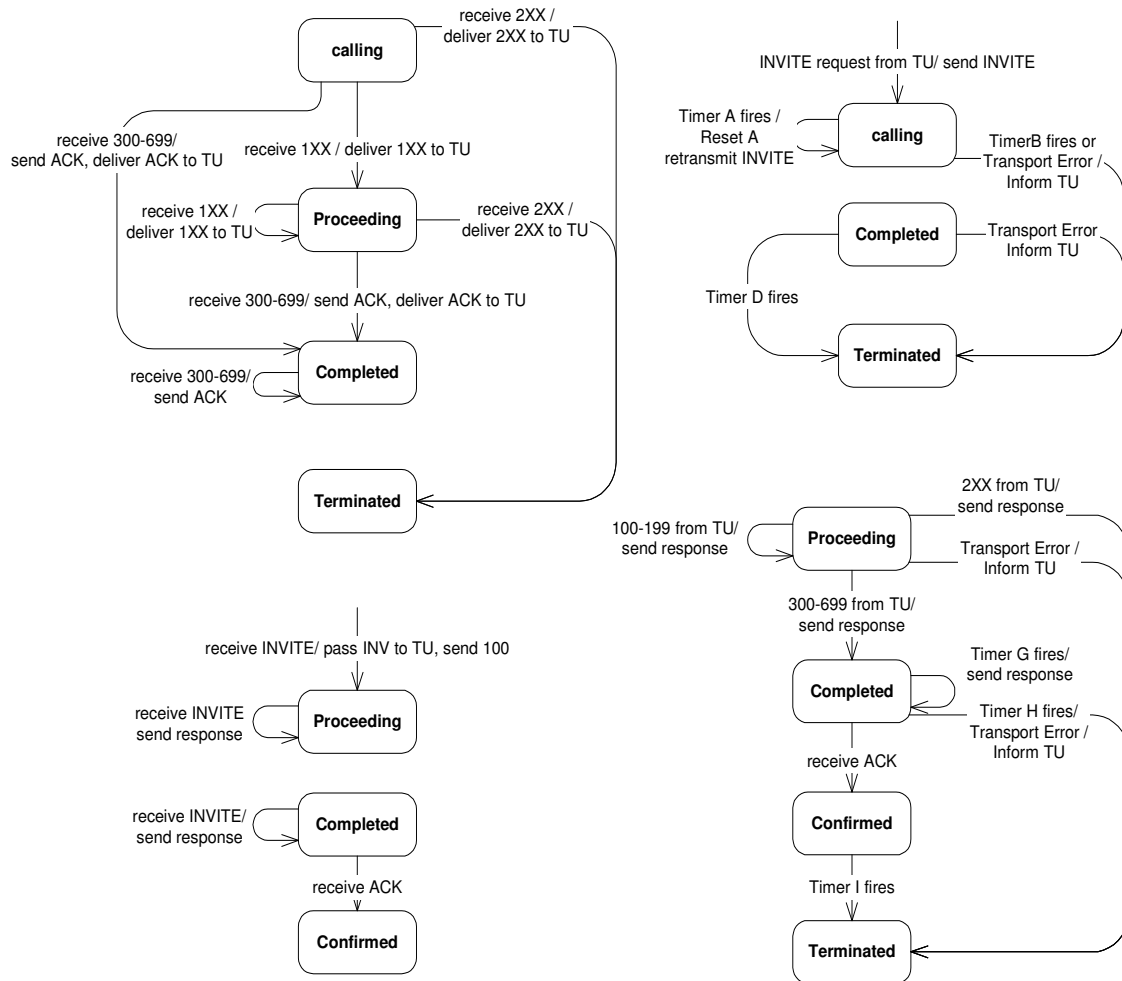 receive 2XX /
deliver 2XX to TU
calling
receive 300-699/
send ACK, deliver ACK to TU
receive 1XX / deliver 1XX to TU
receive 1XX /
deliver 1XX to TU
Proceeding
receive 2XX /
deliver 2XX to TU
receive 300-699/ send ACK, deliver ACK to TU
Completed
receive 300-699/
send ACK
Terminated
INVITE request from TU/ send INVITE
Timer A fires /
Reset A
retransmit INVITE
calling
TimerB fires or
Transport Error /
Inform TU
Completed
Transport Error
Inform TU
Timer D fires
Terminated
receive INVITE/ pass INV to TU, send 100
receive INVITE
send response
Proceeding
receive INVITE/
send response
Completed
receive ACK
Confirmed
2XX from TU/
send response
100-199 from TU/
send response
Proceeding
Transport Error /
Inform TU
300-699 from TU/
send response
Timer G fires/
send response
Completed
Timer H fires/
Transport Error /
Inform TU
receive ACK
Confirmed
Timer I fires
Terminated